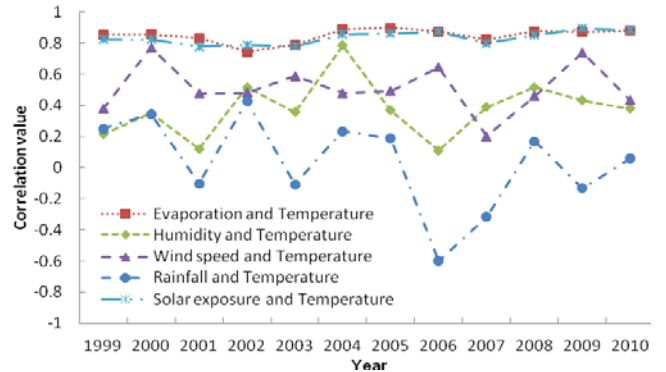 1
0.8
0.6
0.4
0.2
0
-0.2
-0.4
-0.6
-0.8
-1
Correlation value
Evaporation and Temperature
Humidity and Temperature
Wind speed and Temperature
Rainfall and Temperature
Solar exposure and Temperature
1999 2000 2001 2002 2003 2004 2005 2006 2007 2008 2009 2010
Year